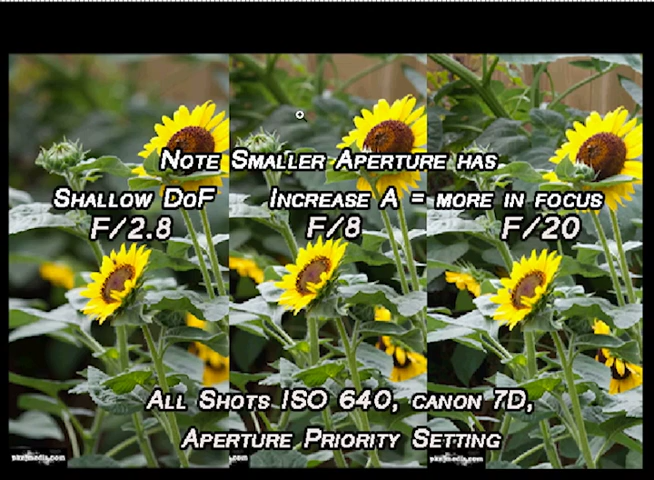 Note Smaller Aperture has
Shallow DoF Increase A = more in focus
F/2.8 F/8 F/20
All Shots ISO 640, canon 7D,
Aperture Priority Setting